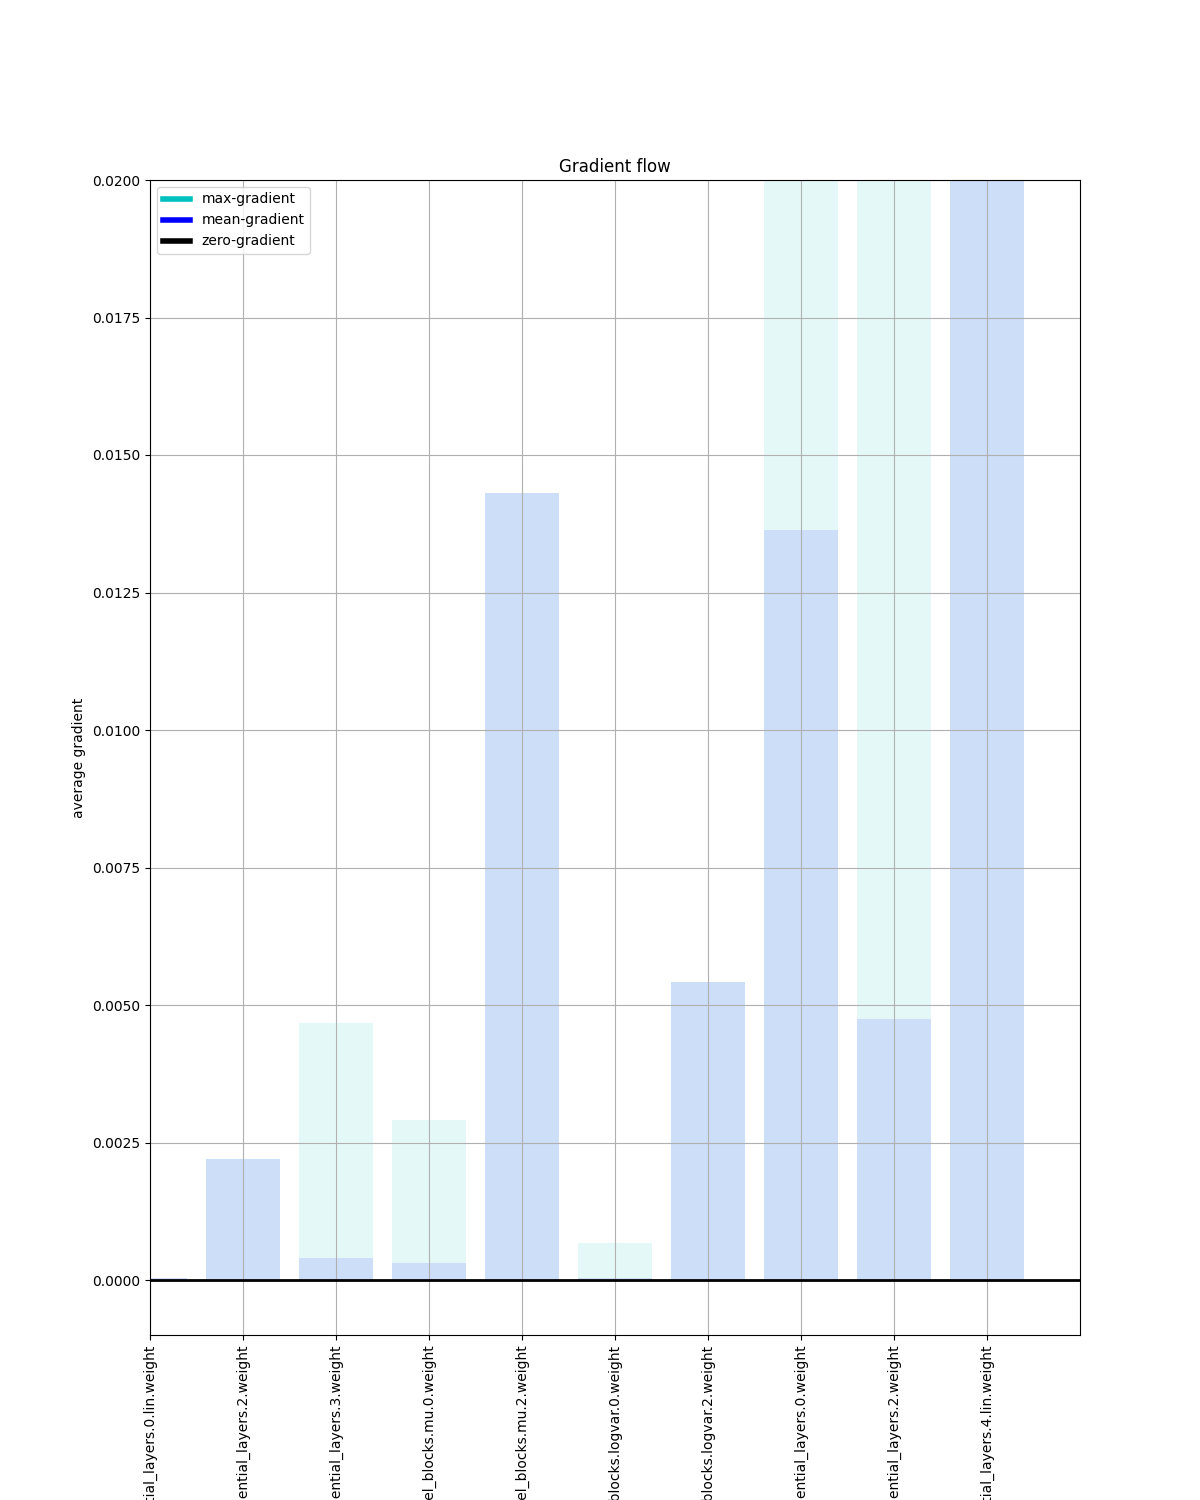 Gradient flow
max-gradient
mean-gradient
zero-gradient
0.0200
0.0175
0.0150
0.0125
0.0100
0.0075
0.0050
0.0025
0.0000
average gradient
tial_layers.0.lin.weight
ential_layers.2.weight
ential_layers.3.weight
el_blocks.mu.0.weight
el_blocks.mu.2.weight
blocks.logvar.0.weight
blocks.logvar.2.weight
ential_layers.0.weight
ential_layers.2.weight
tial_layers.4.lin.weight